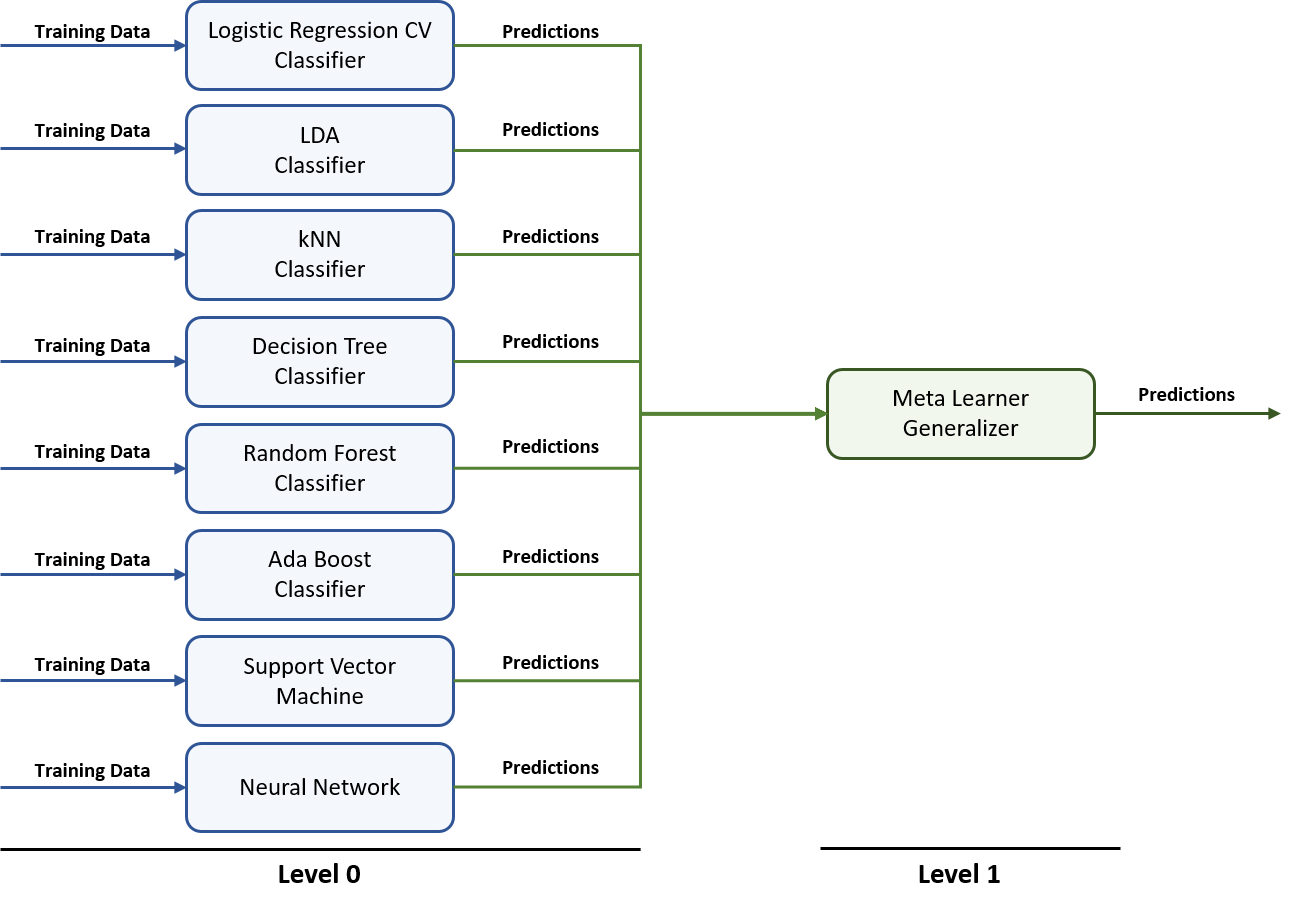 Training Data
Logistic Regression CV
Classifier
Predictions
Training Data
LDA
Classifier
Predictions
Training Data
kNN
Classifier
Predictions
Training Data
Decision Tree
Classifier
Predictions
Meta Learner
Generalizer
Predictions
Training Data
Random Forest
Classifier
Predictions
Training Data
Ada Boost
Classifier
Predictions
Training Data
Support Vector
Machine
Predictions
Training Data
Neural Network
Predictions
Level 0
Level 1